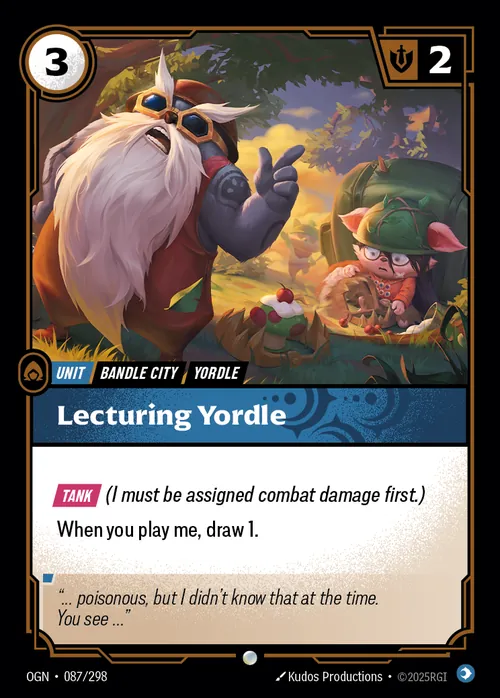 3
2
UNIT
BANDLE CITY
YORDLE
Lecturing Yordle
TANK (I must be assigned combat damage first.)
When you play me, draw 1.
“... poisonous, but I didn’t know that at the time.
You see ...”
OGN • 087/298
Kudos Productions • ©2025RGI